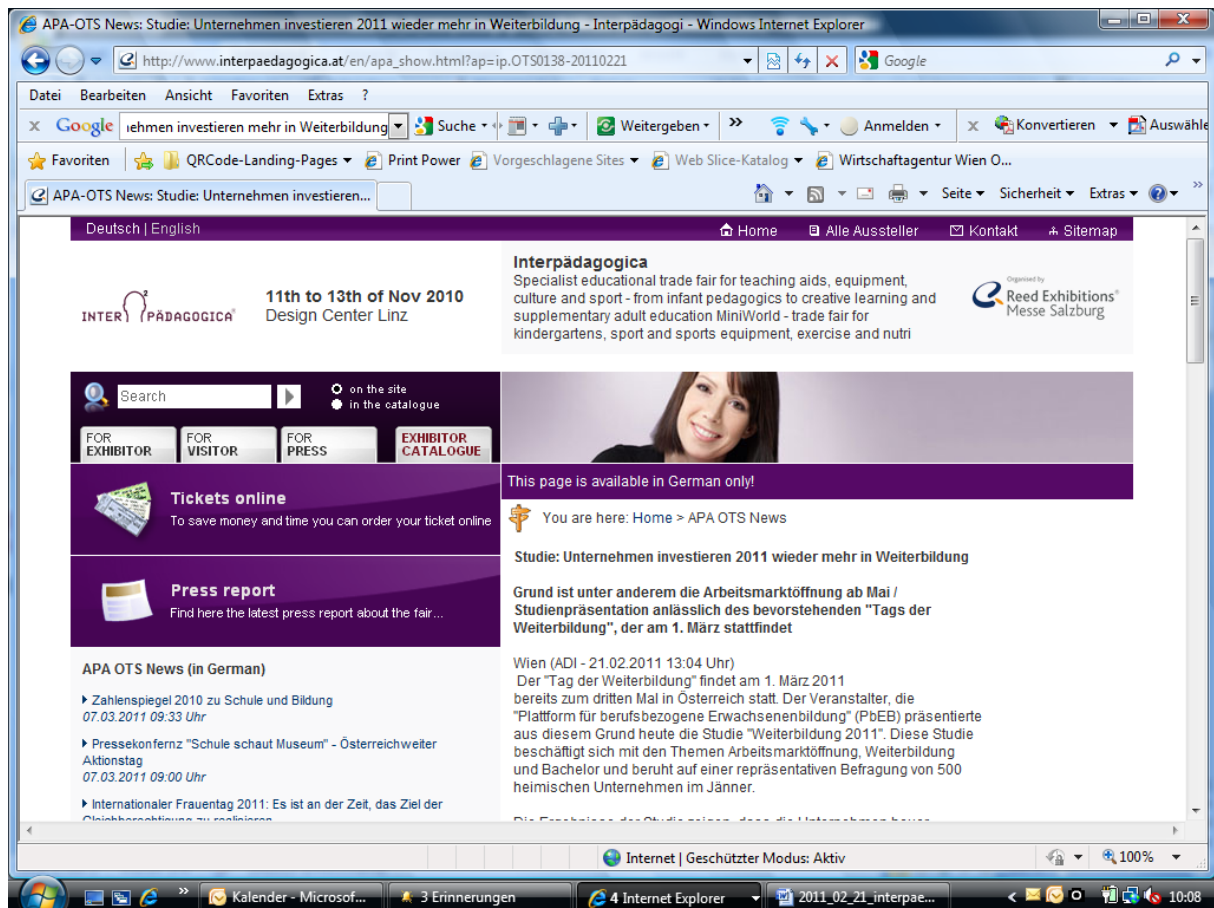 APA-OTS News: Studie: Unternehmen investieren 2011 wieder mehr in Weiterbildung - Interpädagogi - Windows Internet Explorer
http://www.interpaedagogica.at/en/apa_show.html?ap=ip.OTS0138-20110221
Google
Datei Bearbeiten Ansicht Favoriten Extras ?
x Google ehmen investieren mehr in Weiterbildung Suche Weitergeben » Anmelden x Konvertieren Auswähle
Favoriten QRCode-Landing-Pages Print Power Vorgeschlagene Sites Web Slice-Katalog Wirtschaftagentur Wien O...
APA-OTS News: Studie: Unternehmen investieren... Seite Sicherheit Extras »
Deutsch | English Home Alle Aussteller Kontakt Sitemap
INTER PÄDAGOGICA®
11th to 13th of Nov 2010
Design Center Linz
Interpädagogica
Specialist educational trade fair for teaching aids, equipment,
culture and sport - from infant pedagogics to creative learning and
supplementary adult education MiniWorld - trade fair for
kindergartens, sport and sports equipment, exercise and nutri
Organised by
Reed Exhibitions®
Messe Salzburg
Search
on the site
in the catalogue
FOR EXHIBITOR
FOR VISITOR
FOR PRESS
EXHIBITOR CATALOGUE
Tickets online
To save money and time you can order your ticket online
Press report
Find here the latest press report about the fair...
APA OTS News (in German)
Zahlenspiegel 2010 zu Schule und Bildung
07.03.2011 09:33 Uhr
Pressekonfernz "Schule schaut Museum" - Österreichweiter
Aktionstag
07.03.2011 09:00 Uhr
Internationaler Frauentag 2011: Es ist an der Zeit, das Ziel der
Gleichberechtigung zu realisieren
This page is available in German only!
You are here: Home > APA OTS News
Studie: Unternehmen investieren 2011 wieder mehr in Weiterbildung
Grund ist unter anderem die Arbeitsmarktöffnung ab Mai /
Studienpräsentation anlässlich des bevorstehenden "Tags der
Weiterbildung", der am 1. März stattfindet
Wien (ADI - 21.02.2011 13:04 Uhr)
Der "Tag der Weiterbildung" findet am 1. März 2011
bereits zum dritten Mal in Österreich statt. Der Veranstalter, die
"Plattform für berufsbezogene Erwachsenenbildung" (PbEB) präsentierte
aus diesem Grund heute die Studie "Weiterbildung 2011". Diese Studie
beschäftigt sich mit den Themen Arbeitsmarktöffnung, Weiterbildung
und Bachelor und beruht auf einer repräsentativen Befragung von 500
heimischen Unternehmen im Jänner.
Die Ergebnisse der Studie zeigen, dass die Unternehmen heuer
Internet | Geschützter Modus: Aktiv 100%
» Kalender - Microsof... 3 Erinnerungen 4 Internet Explorer 2011_02_21_interpae... < 10:08